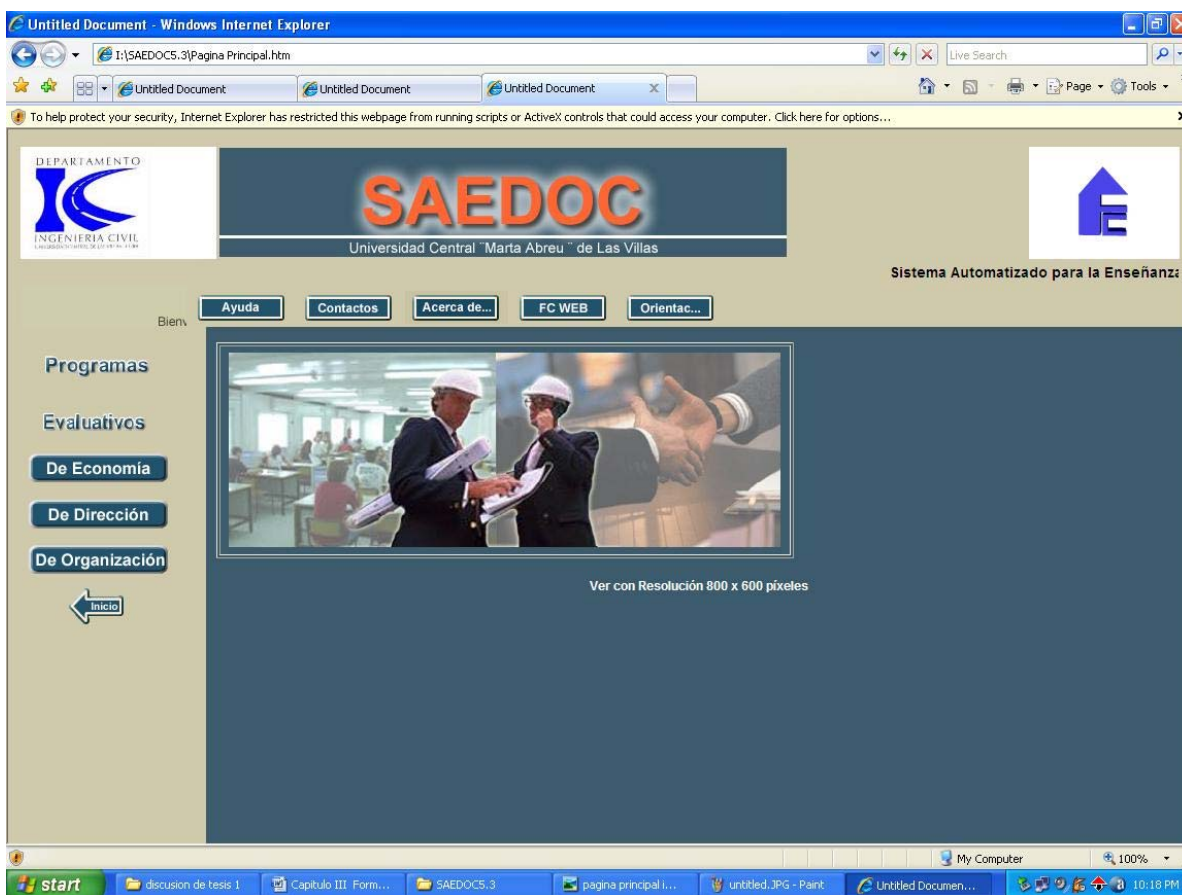 Untitled Document - Windows Internet Explorer
I:\SAEDOC5.3\Pagina Principal.htm
Live Search
Untitled Document
Untitled Document
Untitled Document
Page
Tools
To help protect your security, Internet Explorer has restricted this webpage from running scripts or ActiveX controls that could access your computer. Click here for options...
DEPARTAMENTO
INGENIERIA CIVIL
SAEDOC
Universidad Central ¨Marta Abreu ¨ de Las Villas
Sistema Automatizado para la Enseñanza
Ayuda
Contactos
Acerca de...
FC WEB
Orientac...
Bienv
Programas
Evaluativos
De Economía
De Dirección
De Organización
Inicio
Ver con Resolución 800 x 600 píxeles
My Computer
100%
start
discusion de tesis 1
Capitulo III Form...
SAEDOC5.3
pagina principal i...
untitled.JPG - Paint
Untitled Documen...
10:18 PM